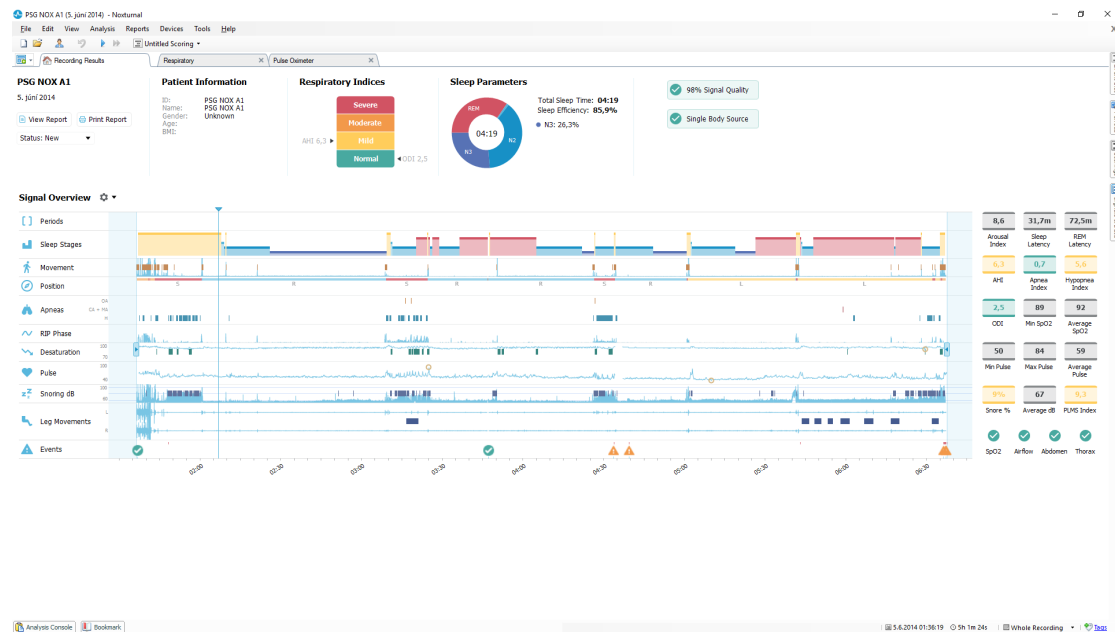 PSG NOX A1 (5. júní 2014) - Noxturnal
File Edit View Analysis Reports Devices Tools Help
Untitled Scoring
Recording Results
Respiratory
Pulse Oximeter
PSG NOX A1
5. júní 2014
View Report Print Report
Status: New
Patient Information
ID: PSG NOX A1
Name: PSG NOX A1
Gender: Unknown
Age:
BMI:
Respiratory Indices
Severe
Moderate
AHI 6,3 Mild
Normal ODI 2,5
Sleep Parameters
REM
04:19
N2
N3
Total Sleep Time: 04:19
Sleep Efficiency: 85,9%
N3: 26,3%
98% Signal Quality
Single Body Source
Signal Overview
Periods
Sleep Stages
Movement
Position
S R S R R S R L L
Apneas
OA
CA + MA
H
RIP Phase
Desaturation
100
70
Pulse
100
40
Snoring dB
100
60
Leg Movements
L
R
Events
02:00 02:30 03:00 03:30 04:00 04:30 05:00 05:30 06:00 06:30
8,6 31,7m 72,5m
Arousal Index
Sleep Latency
REM Latency
6,3 0,7 5,6
AHI
Apnea Index
Hypopnea Index
2,5 89 92
ODI
Min SpO2
Average SpO2
50 84 59
Min Pulse
Max Pulse
Average Pulse
9% 67 9,3
Snore % Average dB PLMS Index
SpO2 Airflow Abdomen Thorax
Analysis Console Bookmark
5.6.2014 01:36:19 5h 1m 24s Whole Recording Tags